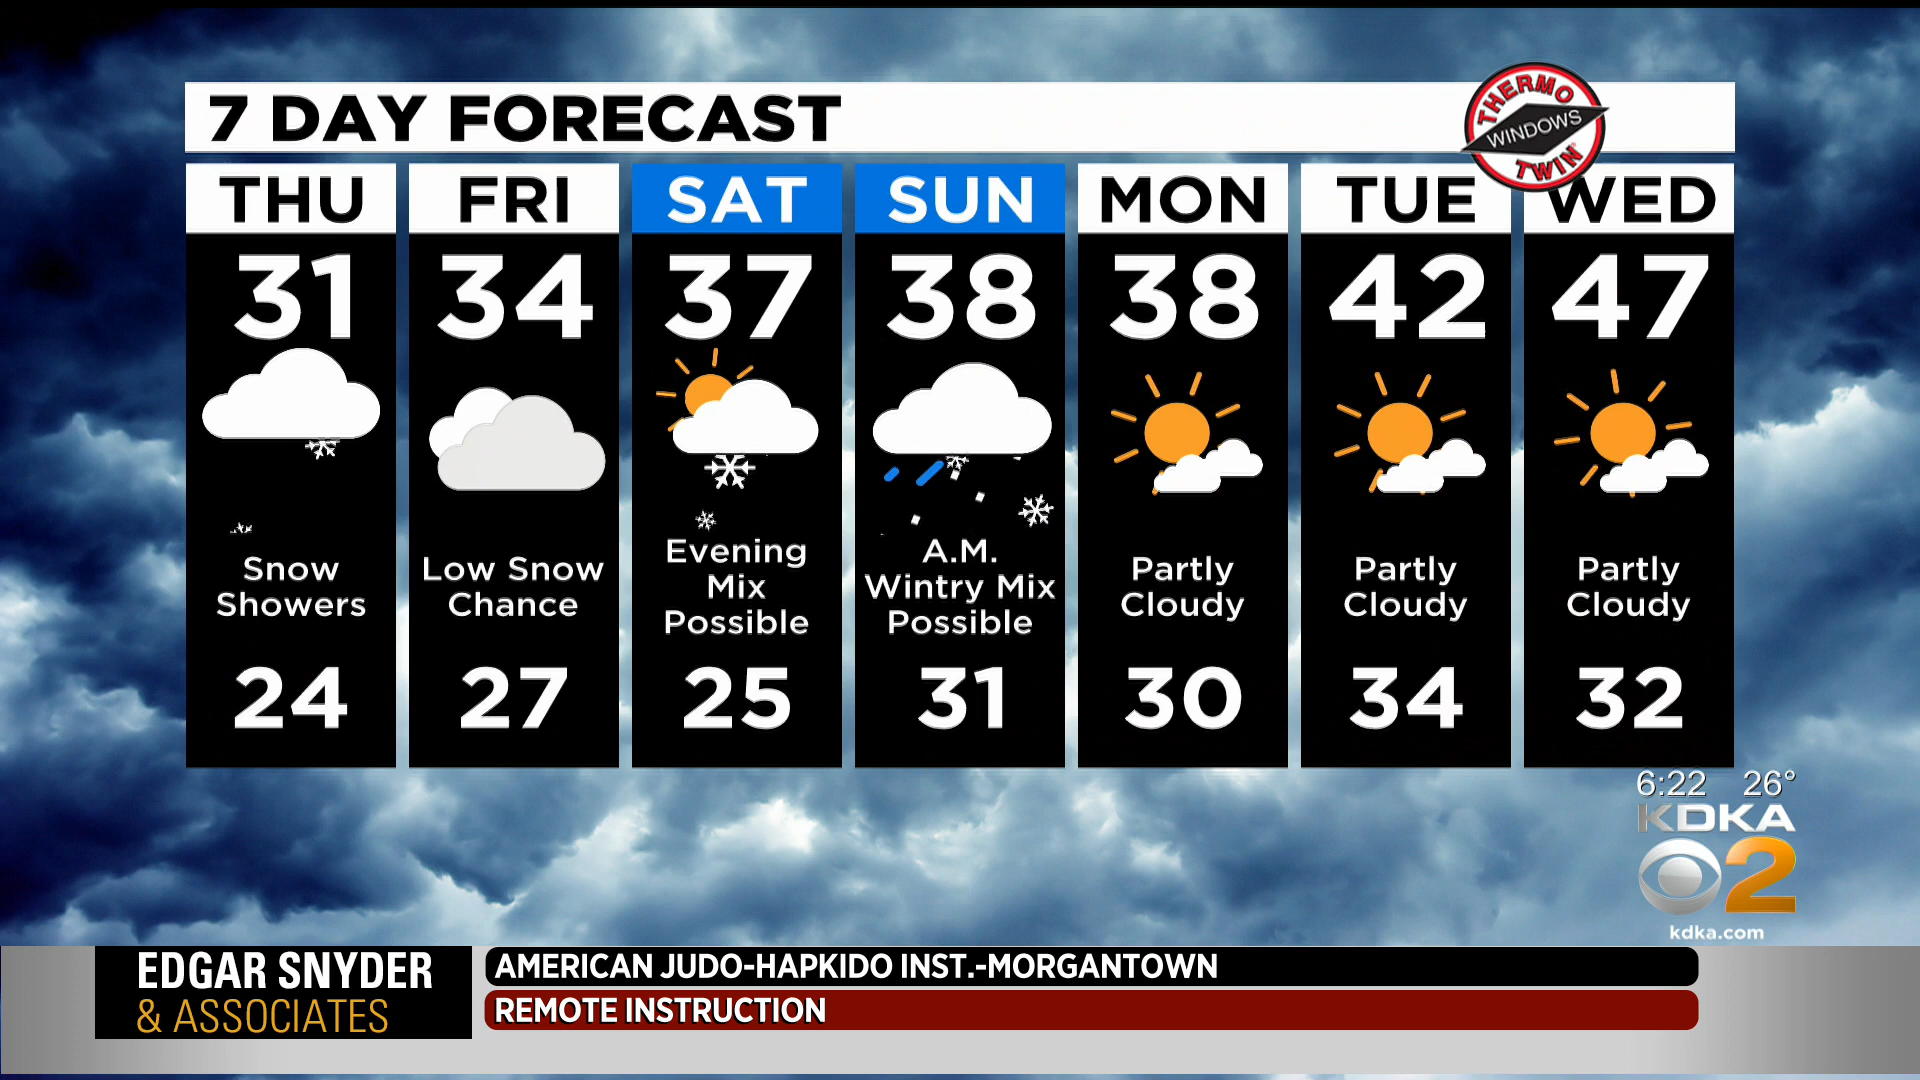 7 DAY FORECAST
THERMO
WINDOWS
TWIN
THU FRI SAT SUN MON TUE WED
31 34 37 38 38 42 47
Snow
Showers
Low Snow
Chance
Evening
Mix
Possible
A.M.
Wintry Mix
Possible
Partly
Cloudy
Partly
Cloudy
Partly
Cloudy
24 27 25 31 30 34 32
6:22 26°
KDKA
2
kdka.com
EDGAR SNYDER
& ASSOCIATES
AMERICAN JUDO-HAPKIDO INST.-MORGANTOWN
REMOTE INSTRUCTION